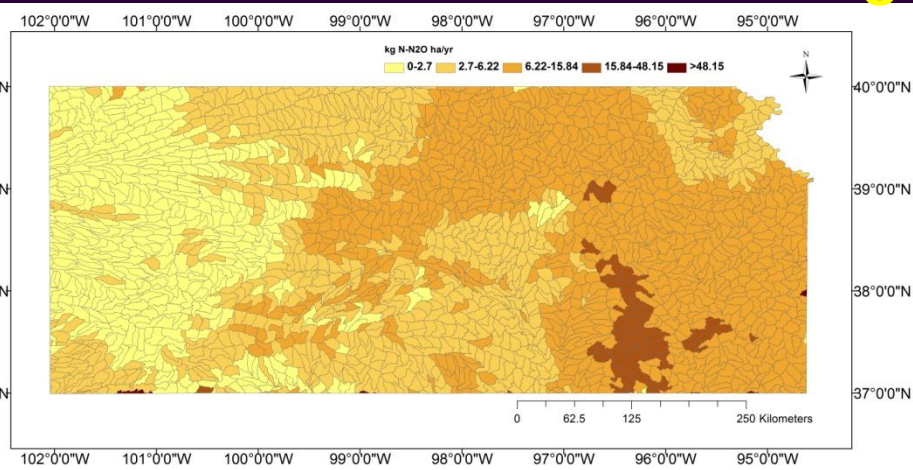 102°0'0"W 101°0'0"W 100°0'0"W 99°0'0"W 98°0'0"W 97°0'0"W 96°0'0"W 95°0'0"W
kg N-N2O ha/yr
0-2.7 2.7-6.22 6.22-15.84 15.84-48.15 >48.15
N
N 40°0'0"N
N 39°0'0"N
N 38°0'0"N
N 37°0'0"N
0 62.5 125 250 Kilometers
102°0'0"W 101°0'0"W 100°0'0"W 99°0'0"W 98°0'0"W 97°0'0"W 96°0'0"W 95°0'0"W